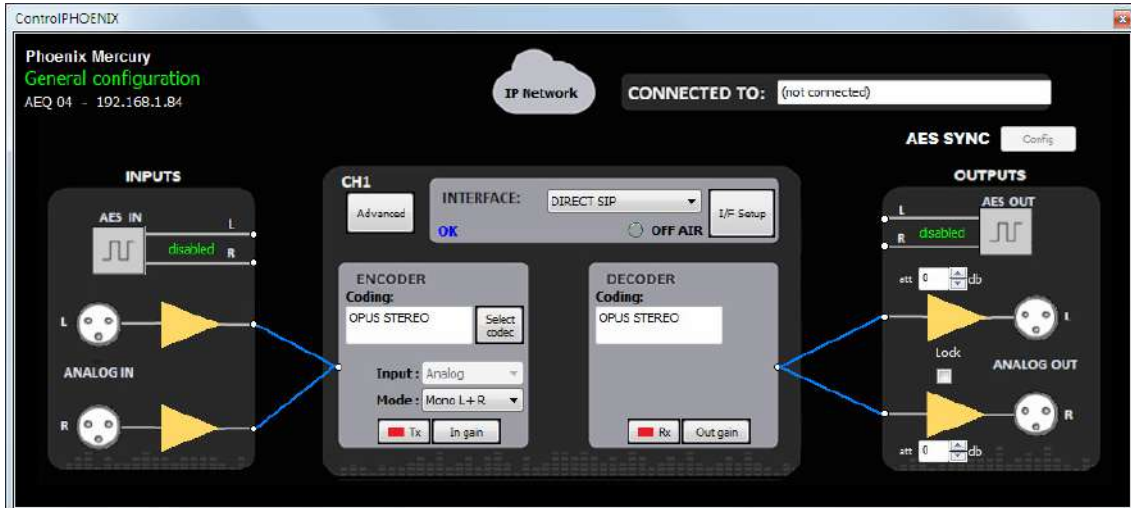 ControlPHOENIX
Phoenix Mercury
General configuration
AEQ 04 - 192.168.1.84
IP Network
CONNECTED TO: (not connected)
AES SYNC Config
INPUTS
AES IN
L
disabled R
L
ANALOG IN
R
CH1
Advanced
INTERFACE: DIRECT SIP
I/F Setup
OK OFF AIR
ENCODER
Coding:
OPUS STEREO
Select
codec
Input: Analog
Mode: Mono L+R
Tx In gain
DECODER
Coding:
OPUS STEREO
Rx Out gain
OUTPUTS
AES OUT
L
R disabled
att 0 db
L
Lock
ANALOG OUT
R
att 0 db